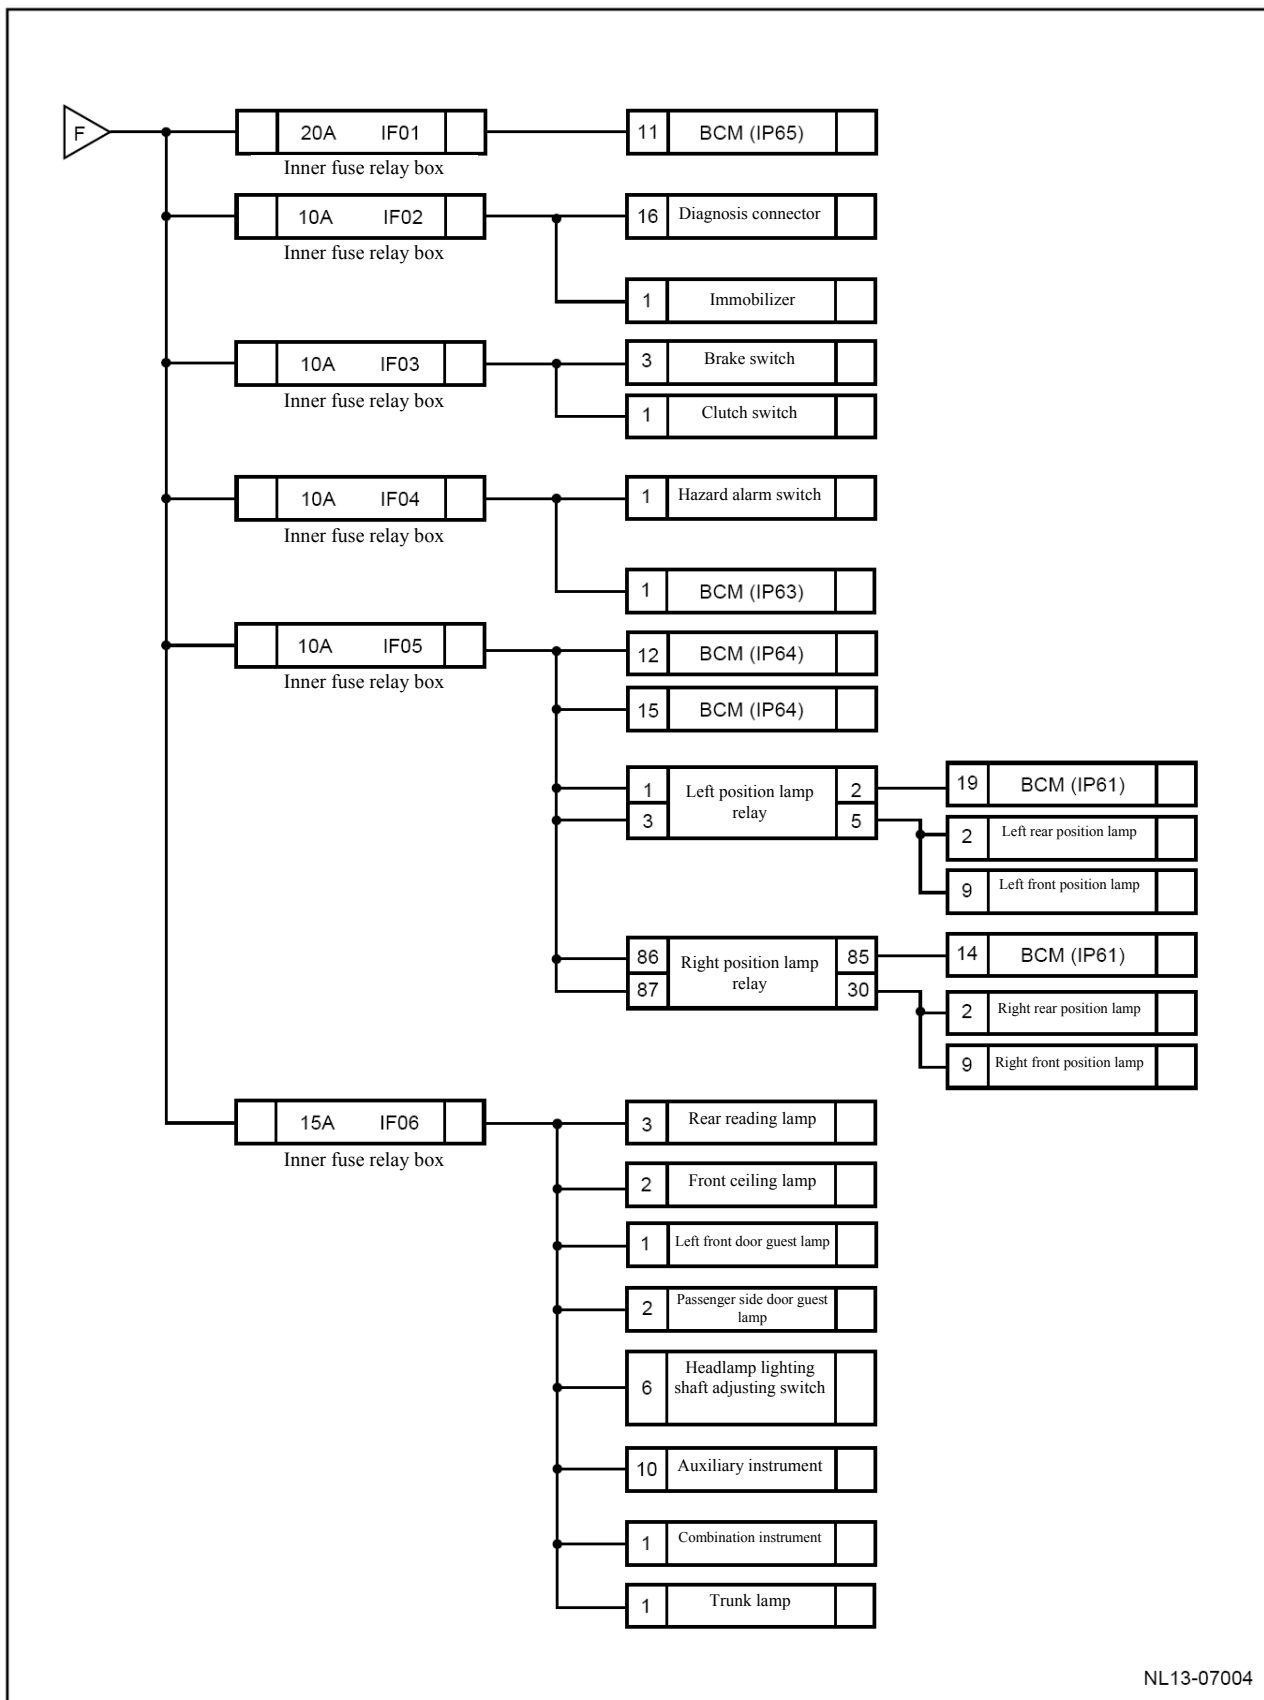 F
20A IF01
Inner fuse relay box
11 BCM (IP65)
10A IF02
Inner fuse relay box
16 Diagnosis connector
1 Immobilizer
10A IF03
Inner fuse relay box
3 Brake switch
1 Clutch switch
10A IF04
Inner fuse relay box
1 Hazard alarm switch
1 BCM (IP63)
10A IF05
Inner fuse relay box
12 BCM (IP64)
15 BCM (IP64)
1 Left position lamp 2
3 relay 5
19 BCM (IP61)
2 Left rear position lamp
9 Left front position lamp
86 Right position lamp 85
87 relay 30
14 BCM (IP61)
2 Right rear position lamp
9 Right front position lamp
15A IF06
Inner fuse relay box
3 Rear reading lamp
2 Front ceiling lamp
1 Left front door guest lamp
2 Passenger side door guest
lamp
6 Headlamp lighting
shaft adjusting switch
10 Auxiliary instrument
1 Combination instrument
1 Trunk lamp
NL13-07004